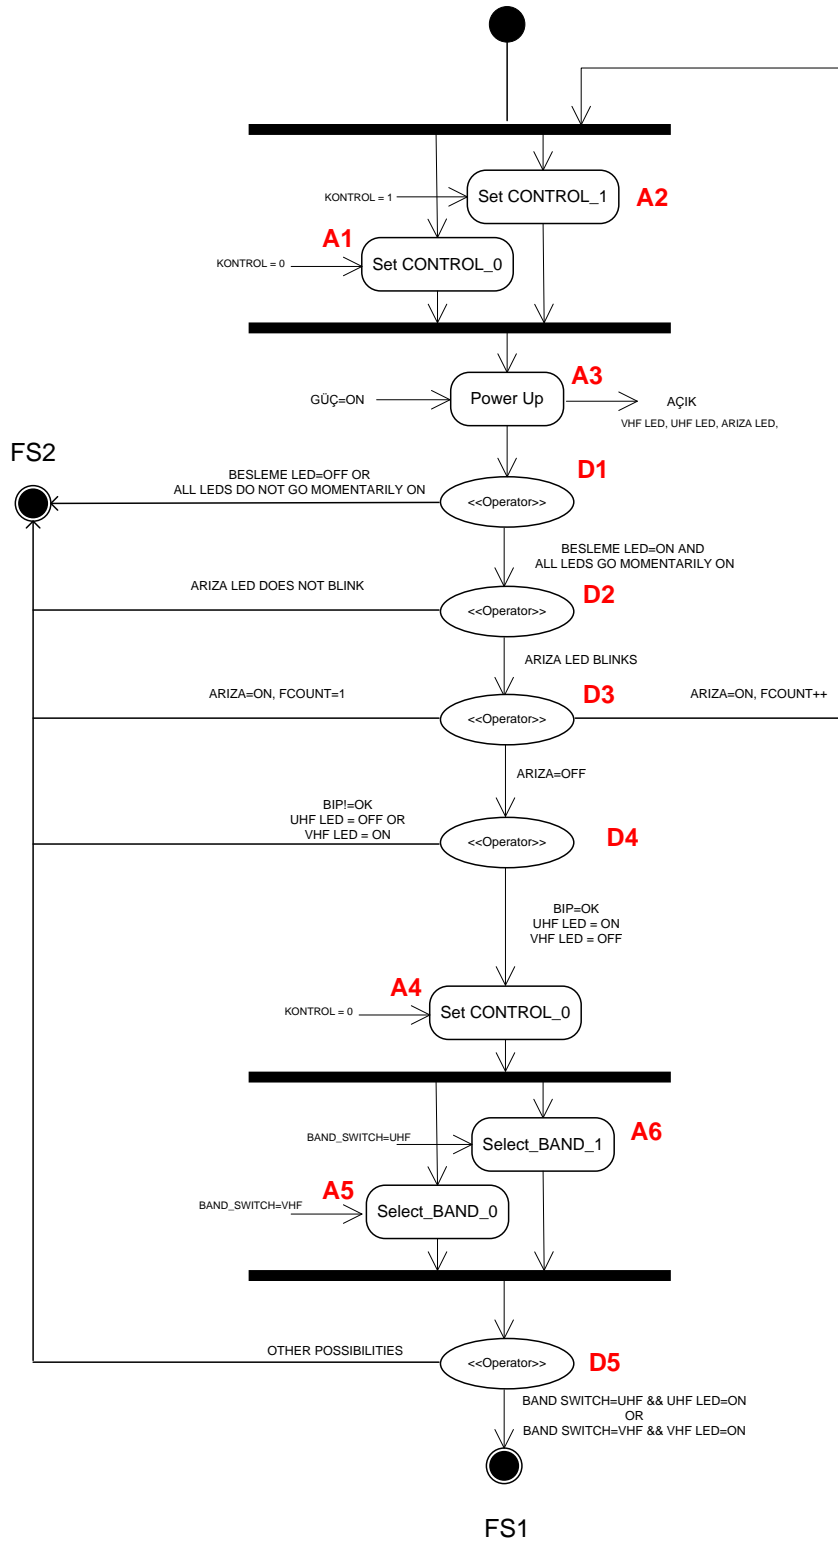 KONTROL = 1
Set CONTROL_1
A2
A1
KONTROL = 0
Set CONTROL_0
A3
GÜÇ=ON
Power Up
AÇIK
VHF LED, UHF LED, ARIZA LED,
FS2
D1
BESLEME LED=OFF OR
ALL LEDS DO NOT GO MOMENTARILY ON
<<Operator>>
BESLEME LED=ON AND
ALL LEDS GO MOMENTARILY ON
ARIZA LED DOES NOT BLINK
D2
<<Operator>>
ARIZA LED BLINKS
ARIZA=ON, FCOUNT=1
D3
ARIZA=ON, FCOUNT++
<<Operator>>
ARIZA=OFF
BIP!=OK
UHF LED = OFF OR
VHF LED = ON
<<Operator>>
D4
BIP=OK
UHF LED = ON
VHF LED = OFF
A4
KONTROL = 0
Set CONTROL_0
BAND_SWITCH=UHF
Select_BAND_1
A6
A5
BAND_SWITCH=VHF
Select_BAND_0
OTHER POSSIBILITIES
<<Operator>>
D5
BAND SWITCH=UHF && UHF LED=ON
OR
BAND SWITCH=VHF && VHF LED=ON
FS1